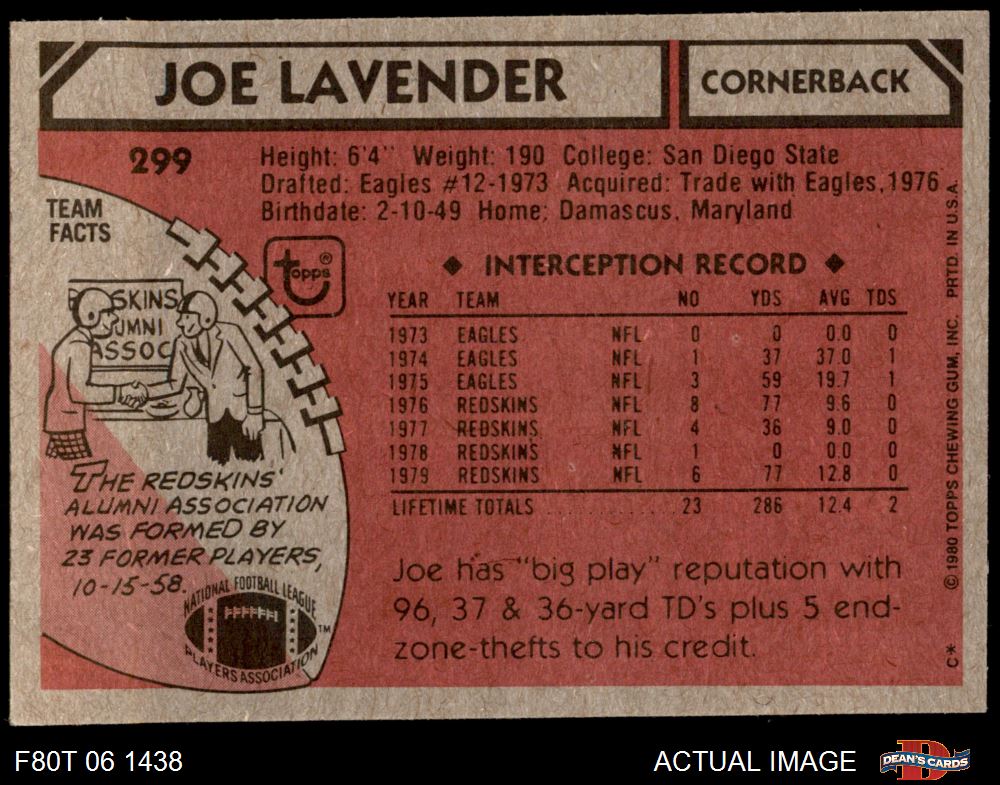 JOE LAVENDER
CORNERBACK
299
Height: 6'4" Weight: 190 College: San Diego State
Drafted: Eagles #12-1973 Acquired: Trade with Eagles, 1976
Birthdate: 2-10-49 Home: Damascus, Maryland
TEAM
FACTS
topps ®
SKINS
UMNI
ASSOC
THE REDSKINS'
ALUMNI ASSOCIATION
WAS FORMED BY
23 FORMER PLAYERS,
10-15-58.
NATIONAL FOOTBALL LEAGUE
PLAYERS ASSOCIATION
TM
◆ INTERCEPTION RECORD ◆
YEAR TEAM NO YDS AVG TDS
1973 EAGLES NFL 0 0 0.0 0
1974 EAGLES NFL 1 37 37.0 1
1975 EAGLES NFL 3 59 19.7 1
1976 REDSKINS NFL 8 77 9.6 0
1977 REDSKINS NFL 4 36 9.0 0
1978 REDSKINS NFL 1 0 0.0 0
1979 REDSKINS NFL 6 77 12.8 0
LIFETIME TOTALS 23 286 12.4 2
Joe has "big play" reputation with
96, 37 & 36-yard TD's plus 5 end-
zone-thefts to his credit.
C* © 1980 TOPPS CHEWING GUM, INC. PRTD. IN U.S.A.
F80T 06 1438
ACTUAL IMAGE
D
DEAN'S CARDS